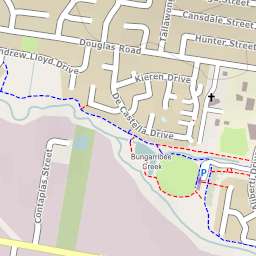 Cansdale Street
Tallawong
Hunter Street
Douglas Road
Andrew Lloyd Drive
Kieren Drive
De Castella Drive
Bungarribee
Creek
P
Contaplas Street